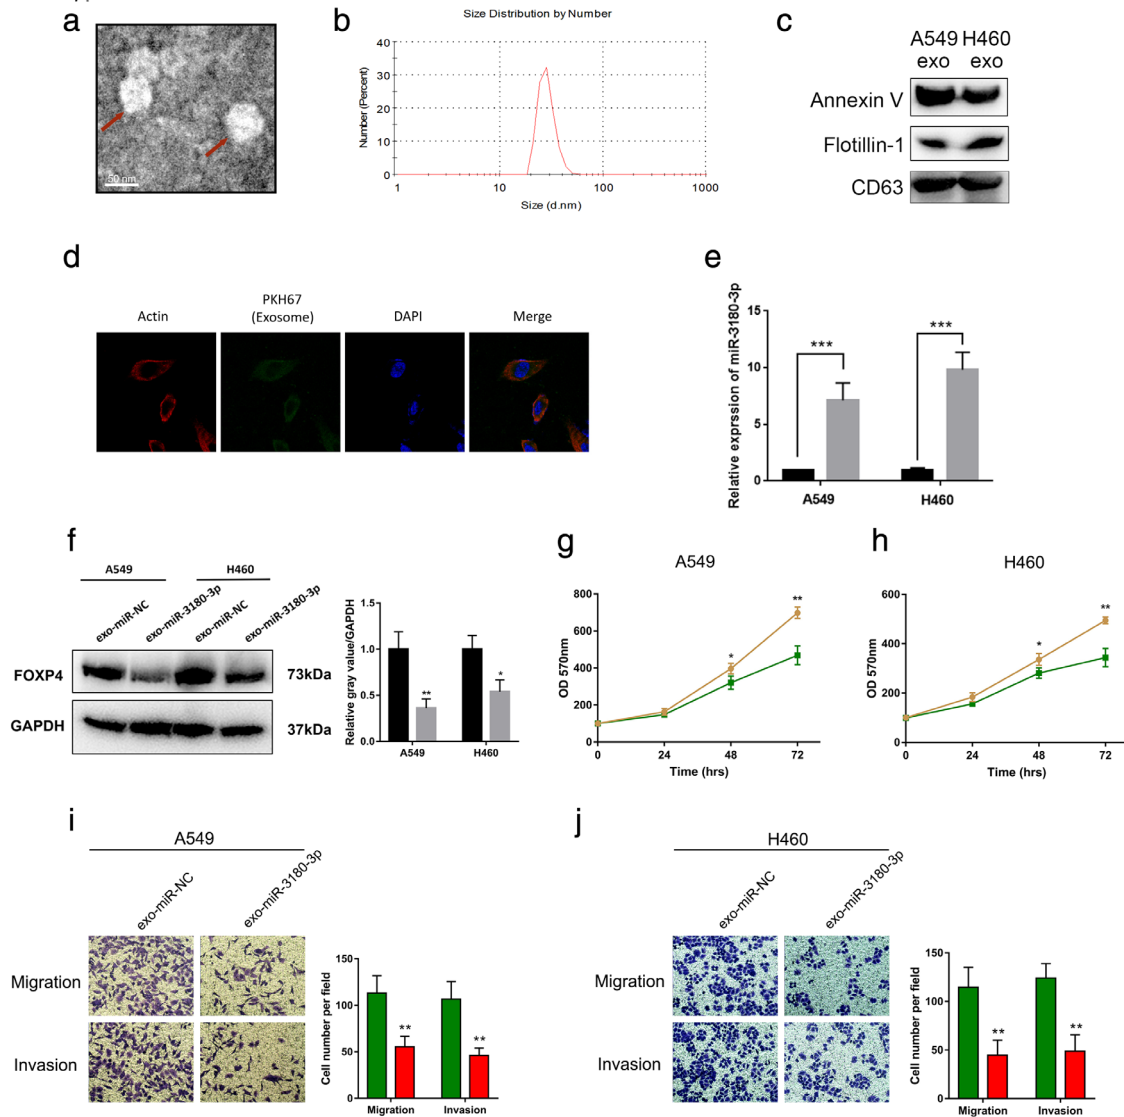 a
50 nm
b
Size Distribution by Number
Number (Percent)
40
30
20
10
0
1
10
100
1000
Size (d.nm)
c
A549 H460
exo exo
Annexin V
Flotillin-1
CD63
d
Actin
PKH67
(Exosome)
DAPI
Merge
e
Relative exprssion of miR-3180-3p
15
10
5
0
***
***
A549
H460
f
A549
H460
exo-miR-NC
exo-miR-3180-3p
exo-miR-NC
exo-miR-3180-3p
FOXP4
73kDa
GAPDH
37kDa
Relative gray value/GAPDH
1.5
1.0
0.5
0.0
**
*
A549
H460
g
A549
OD 570nm
800
600
400
200
0
*
**
0
24
48
72
Time (hrs)
h
H460
OD 570nm
600
400
200
0
*
**
0
24
48
72
Time (hrs)
i
A549
exo-miR-NC
exo-miR-3180-3p
Migration
Invasion
Cell number per field
150
100
50
0
**
**
Migration
Invasion
j
H460
exo-miR-NC
exo-miR-3180-3p
Migration
Invasion
Cell number per field
150
100
50
0
**
**
Migration
Invasion